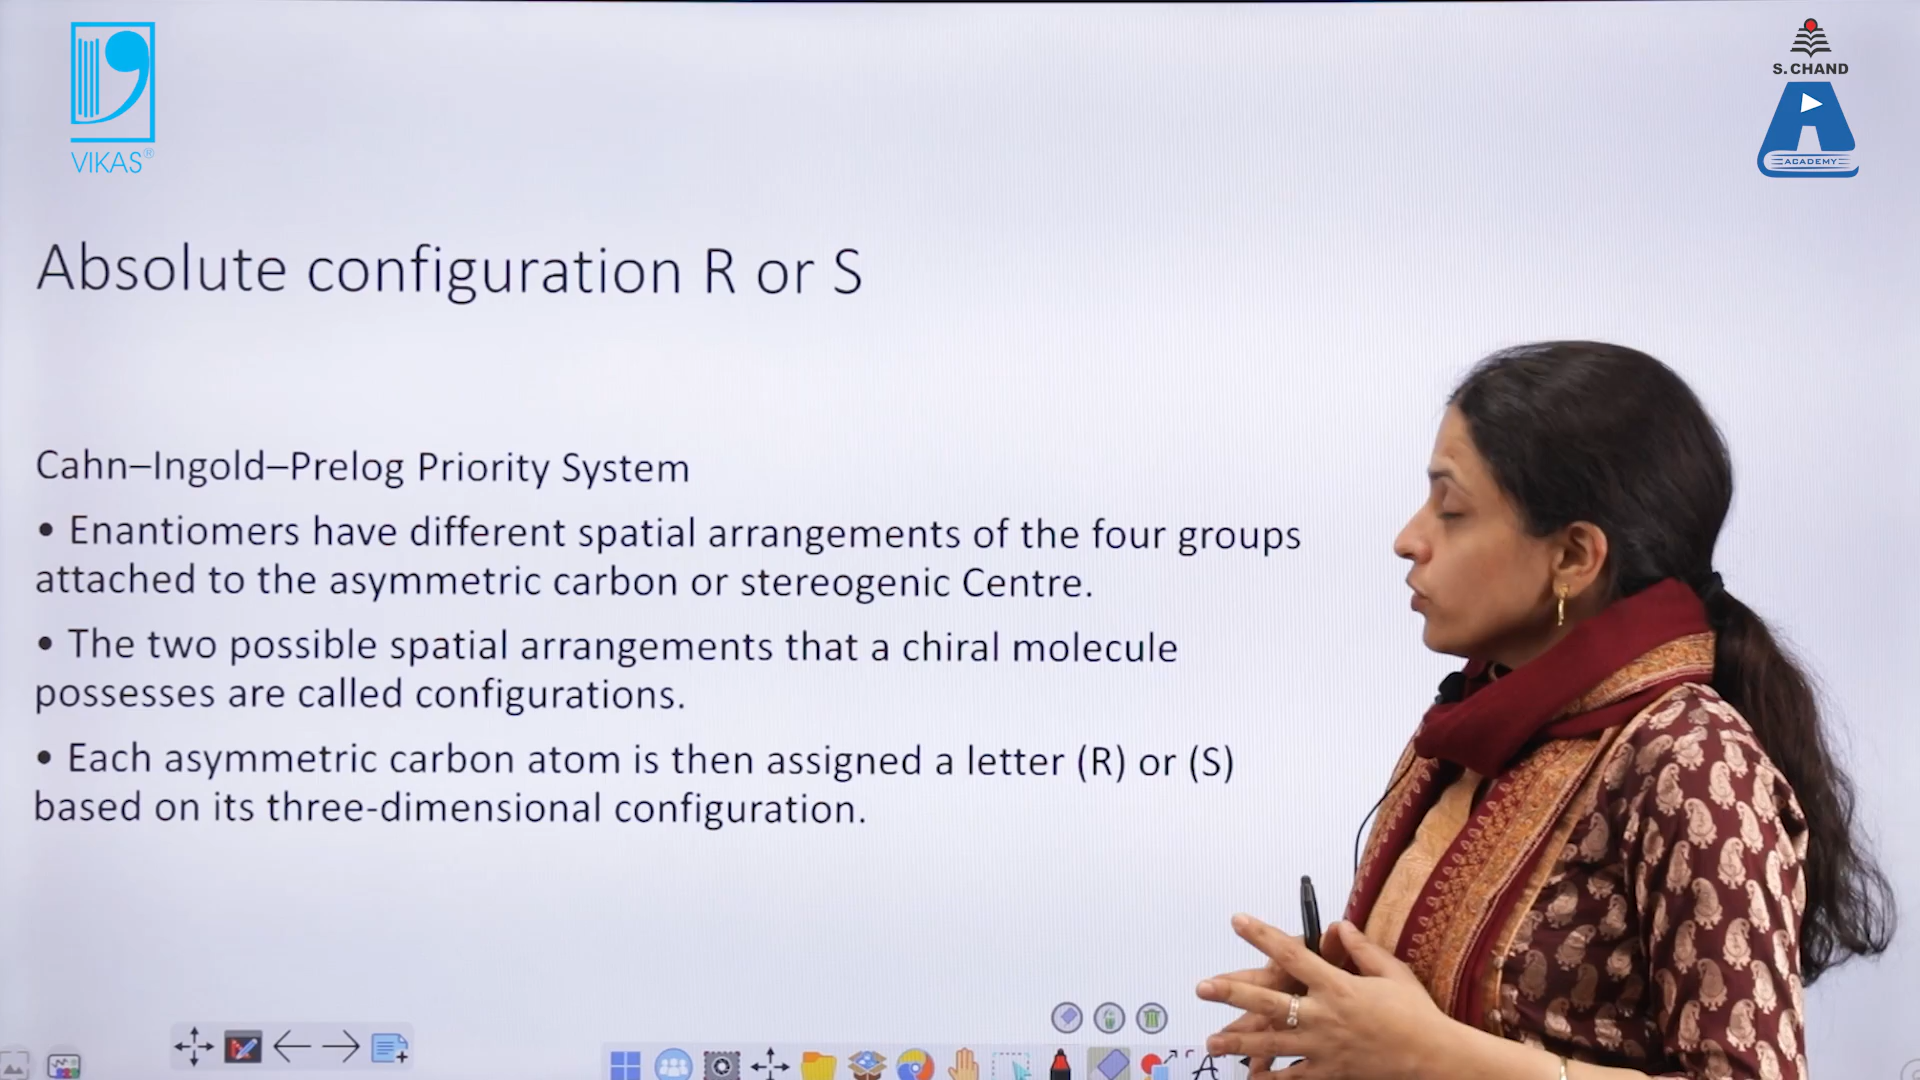 VIKAS®
S. CHAND
ACADEMY
Absolute configuration R or S
Cahn–Ingold–Prelog Priority System
• Enantiomers have different spatial arrangements of the four groups
attached to the asymmetric carbon or stereogenic Centre.
• The two possible spatial arrangements that a chiral molecule
possesses are called configurations.
• Each asymmetric carbon atom is then assigned a letter (R) or (S)
based on its three-dimensional configuration.